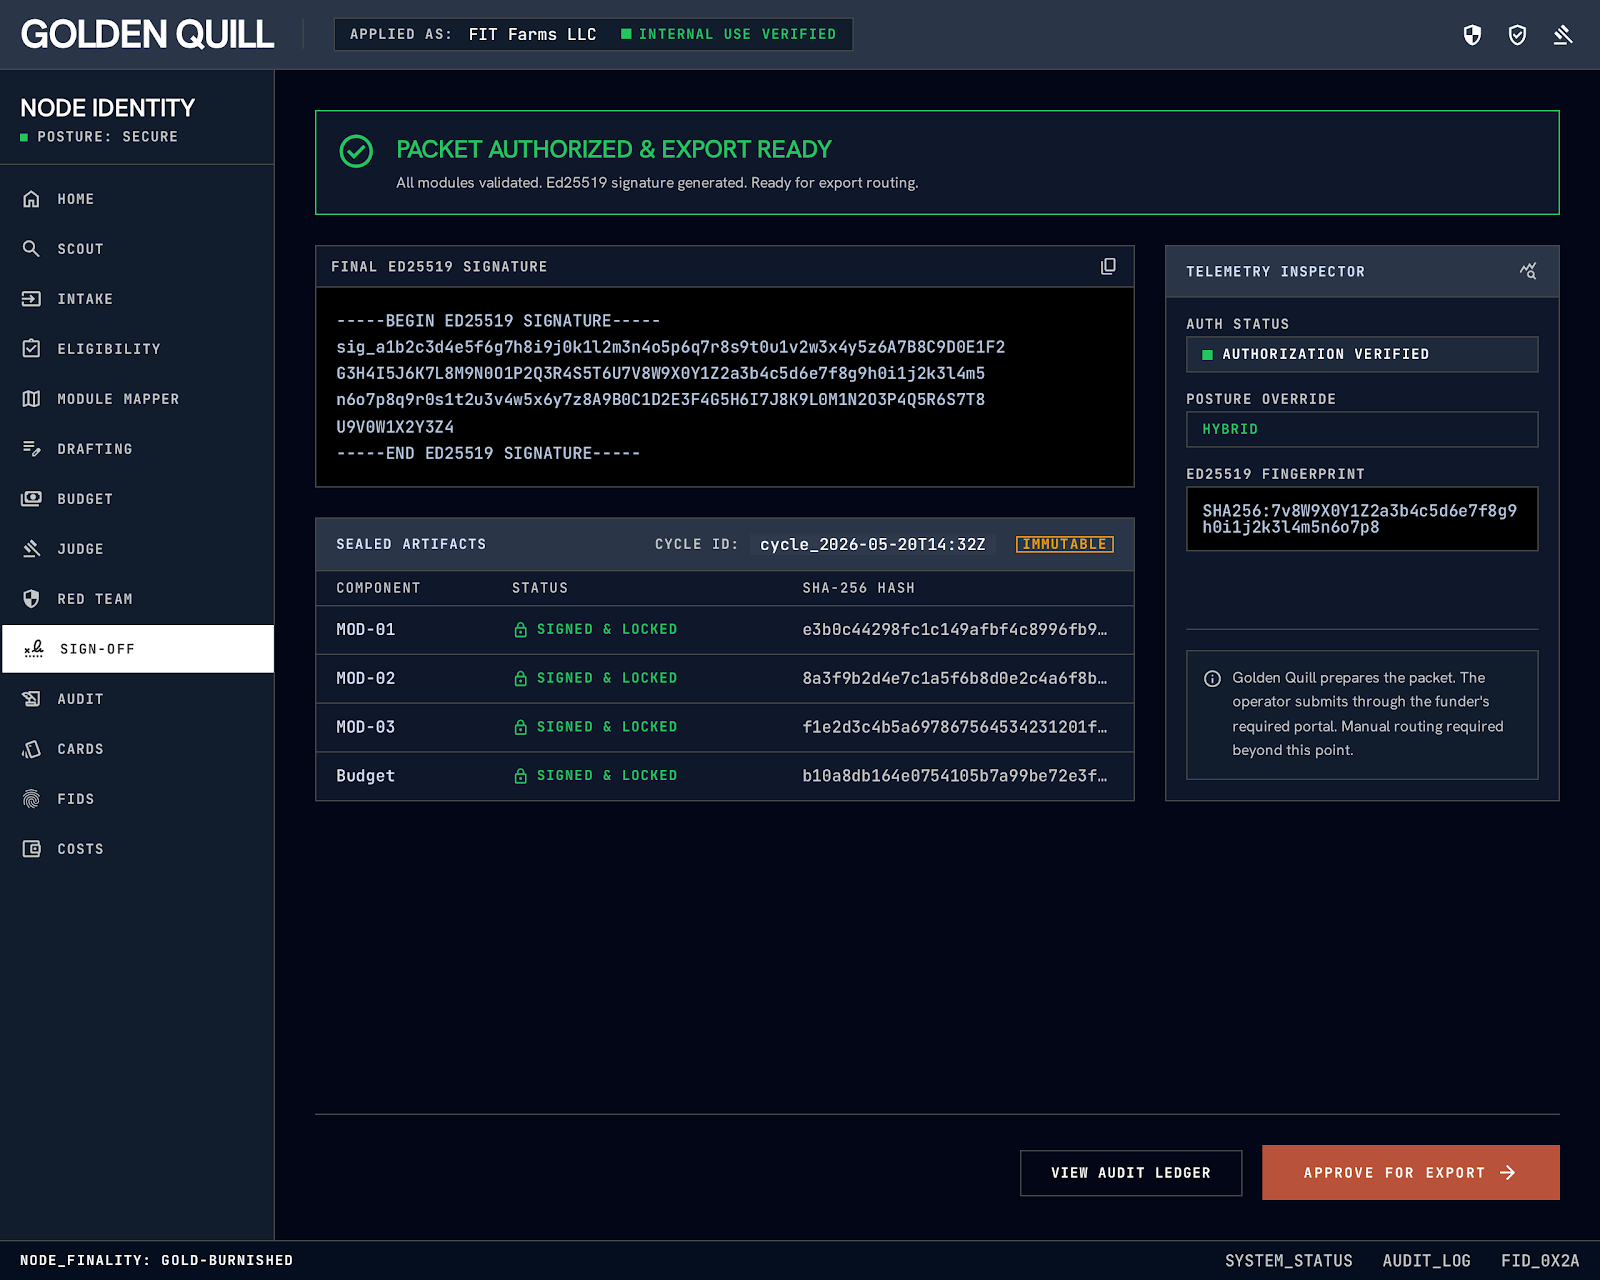 GOLDEN QUILL
APPLIED AS: FIT Farms LLC INTERNAL USE VERIFIED
NODE IDENTITY
POSTURE: SECURE
HOME
SCOUT
INTAKE
ELIGIBILITY
MODULE MAPPER
DRAFTING
BUDGET
JUDGE
RED TEAM
SIGN-OFF
AUDIT
CARDS
FIDS
COSTS
PACKET AUTHORIZED & EXPORT READY
All modules validated. Ed25519 signature generated. Ready for export routing.
FINAL ED25519 SIGNATURE
-----BEGIN ED25519 SIGNATURE-----
sig_a1b2c3d4e5f6g7h8i9j0k1l2m3n4o5p6q7r8s9t0u1v2w3x4y5z6A7B8C9D0E1F2
G3H4I5J6K7L8M9N0O1P2Q3R4S5T6U7V8W9X0Y1Z2a3b4c5d6e7f8g9h0i1j2k3l4m5
n6o7p8q9r0s1t2u3v4w5x6y7z8A9B0C1D2E3F4G5H6I7J8K9L0M1N2O3P4Q5R6S7T8
U9V0W1X2Y3Z4
-----END ED25519 SIGNATURE-----
SEALED ARTIFACTS CYCLE ID: cycle_2026-05-20T14:32Z IMMUTABLE
COMPONENT STATUS SHA-256 HASH
MOD-01 SIGNED & LOCKED e3b0c44298fc1c149afbf4c8996fb9…
MOD-02 SIGNED & LOCKED 8a3f9b2d4e7c1a5f6b8d0e2c4a6f8b…
MOD-03 SIGNED & LOCKED f1e2d3c4b5a697867564534231201f…
Budget SIGNED & LOCKED b10a8db164e0754105b7a99be72e3f…
TELEMETRY INSPECTOR
AUTH STATUS
AUTHORIZATION VERIFIED
POSTURE OVERRIDE
HYBRID
ED25519 FINGERPRINT
SHA256:7v8W9X0Y1Z2a3b4c5d6e7f8g9
h0i1j2k3l4m5n6o7p8
Golden Quill prepares the packet. The
operator submits through the funder's
required portal. Manual routing required
beyond this point.
VIEW AUDIT LEDGER
APPROVE FOR EXPORT
NODE_FINALITY: GOLD-BURNISHED
SYSTEM_STATUS AUDIT_LOG FID_0X2A